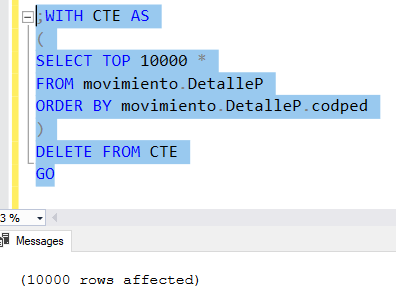 ;WITH CTE AS
(
SELECT TOP 10000 *
FROM movimiento.DetalleP
ORDER BY movimiento.DetalleP.codped
)
DELETE FROM CTE
GO
3 %
Messages
(10000 rows affected)